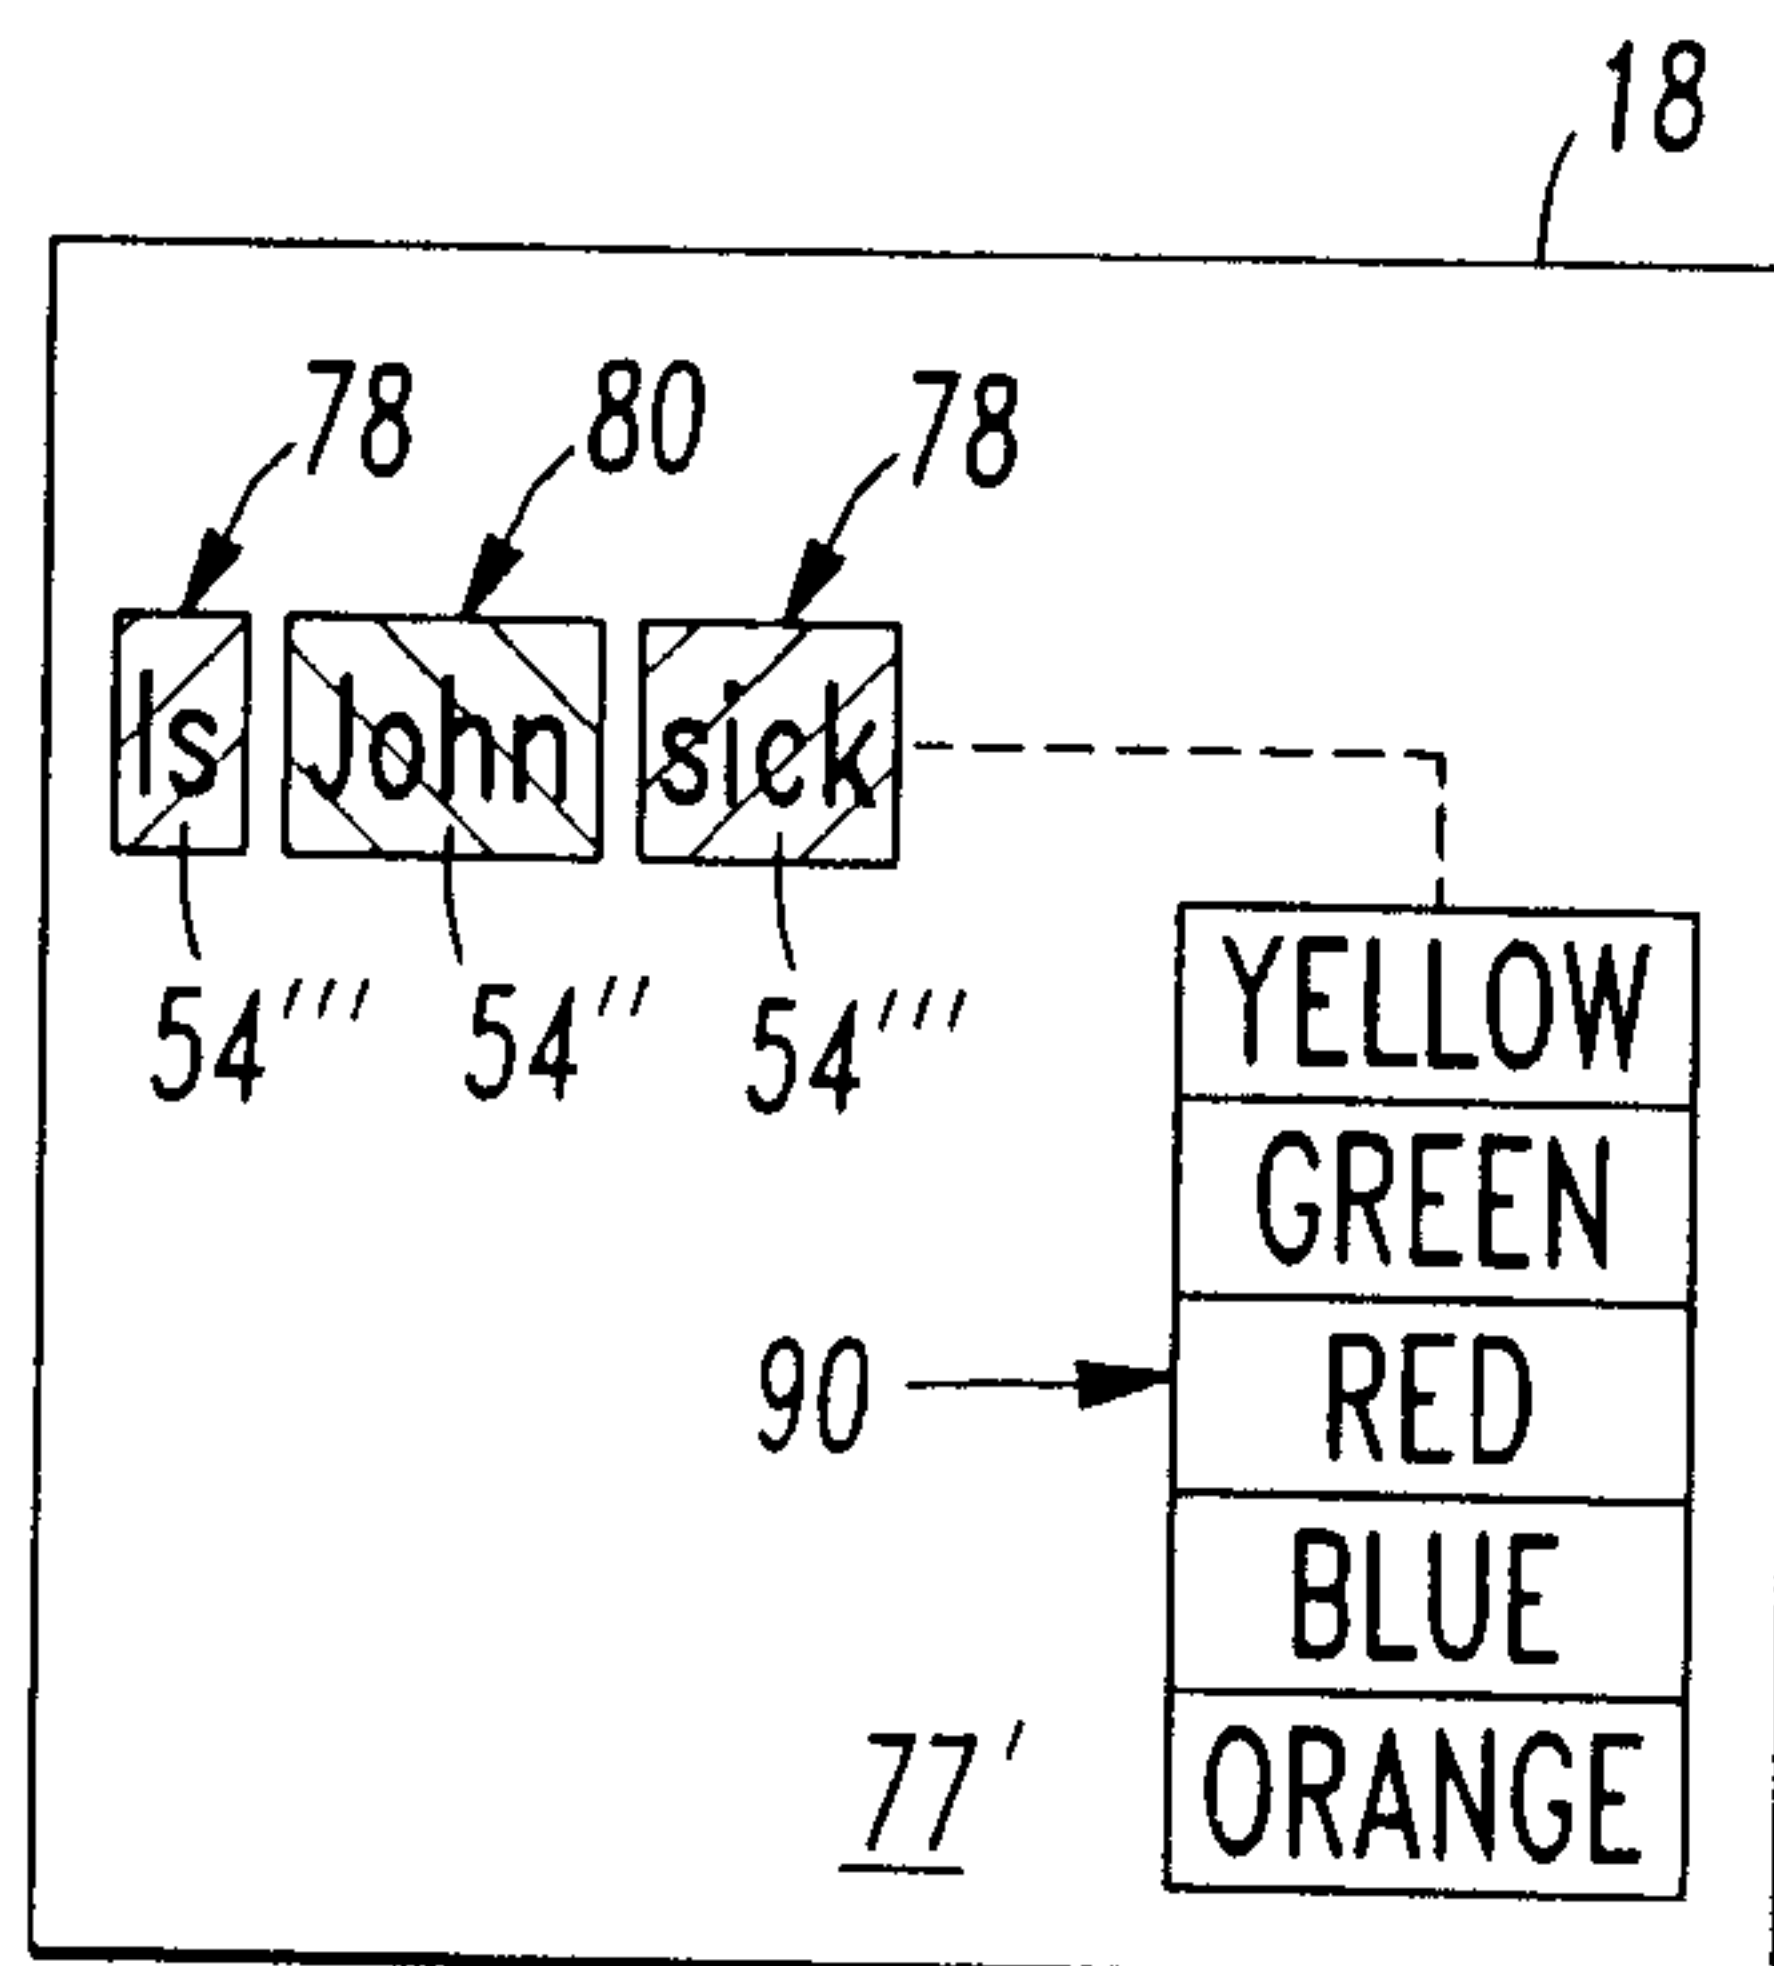 18
78 80 78
Is John sick
54''' 54'' 54'''
YELLOW
GREEN
90 RED
BLUE
77' ORANGE